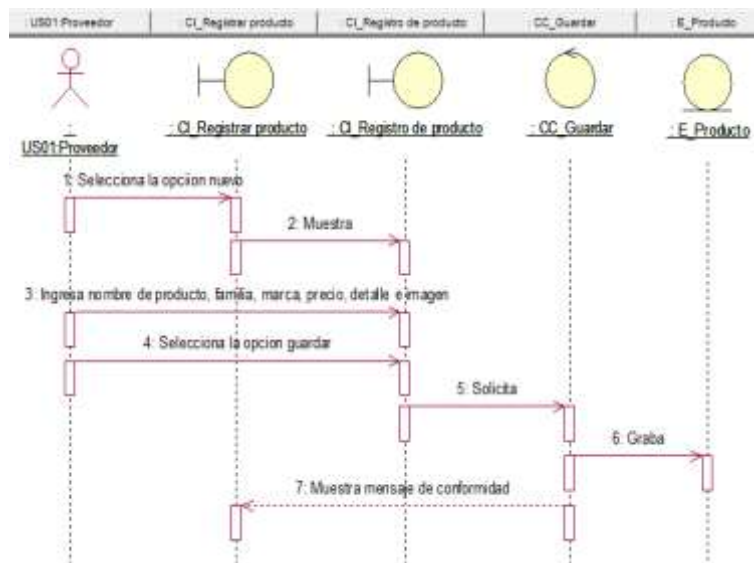 : US01:Proveedor
CI_Registrar producto
CI_Registro de producto
: CC_Guardar
: E_Producto
:
US01:Proveedor
: CI_Registrar producto
: CI_Registro de producto
: CC_Guardar
: E_Producto
1: Selecciona la opcion nuevo
2: Muestra
3: Ingresa nombre de producto, familia, marca, precio, detalle e imagen
4: Selecciona la opcion guardar
5: Solicita
6: Graba
7: Muestra mensaje de conformidad